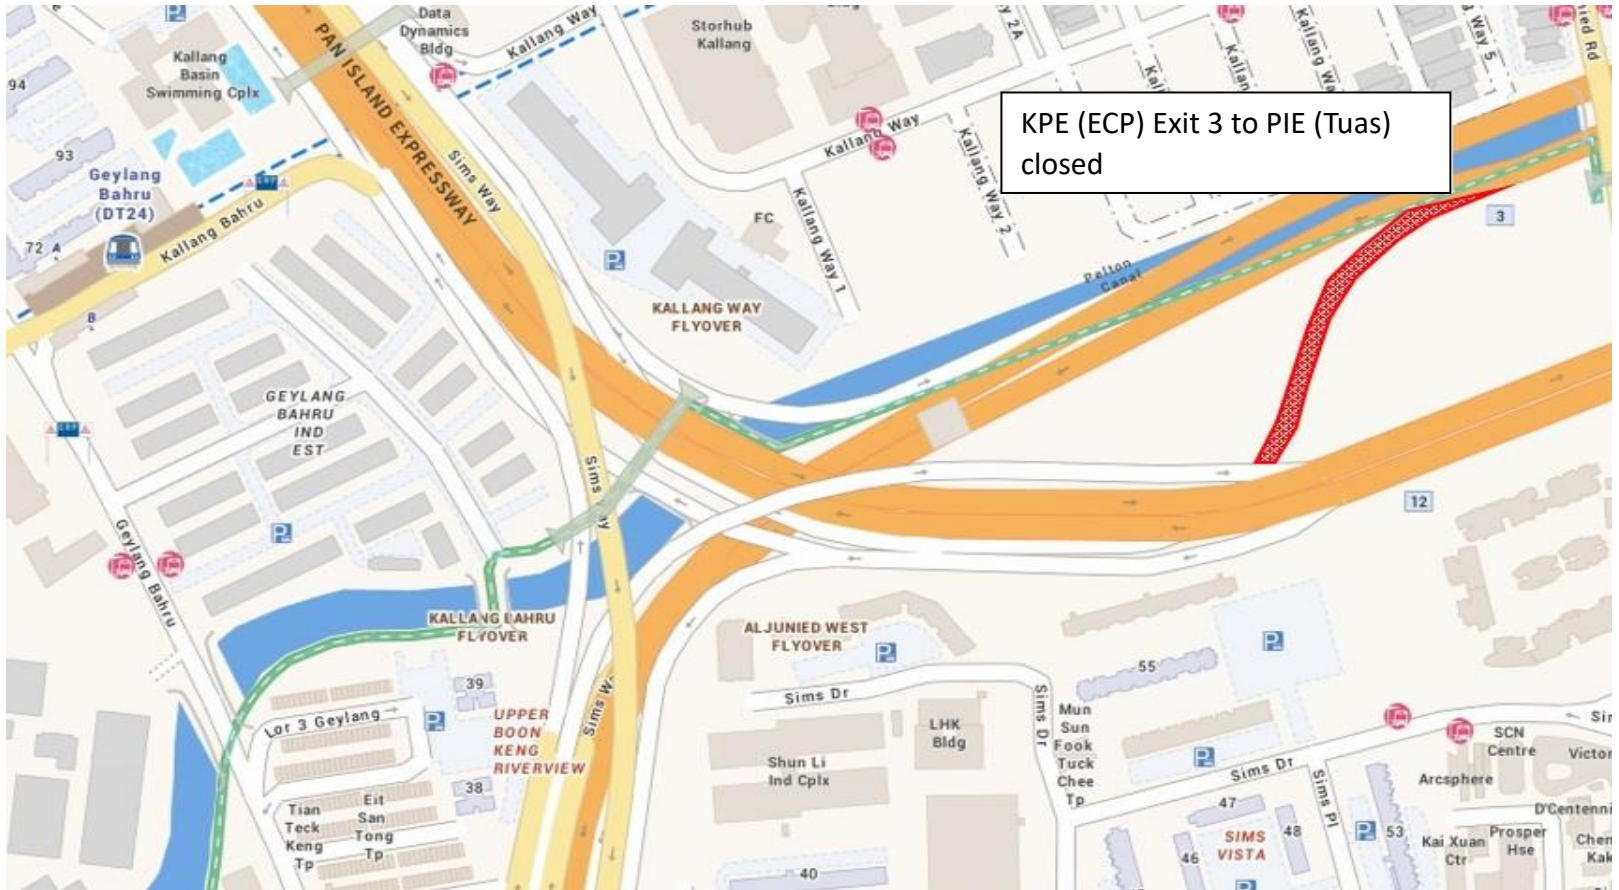 KPE (ECP) Exit 3 to PIE (Tuas)
closed
Data
Dynamics
Bldg
Kallang Way
Storhub
Kallang
Kallang
Basin
Swimming Cplx
94
93
72
A
B
Geylang
Bahru
(DT24)
Kallang Bahru
PAN ISLAND EXPRESSWAY
Sims Way
Kallang Way
Kallang Way 1
Kallang Way 2
Way 5
FC
3
12
Pelton
Canal
KALLANG WAY
FLYOVER
GEYLANG
BAHRU
IND
EST
Geylang Bahru
KALLANG BAHRU
FLYOVER
ALJUNIED WEST
FLYOVER
Lor 3 Geylang
39
38
UPPER
BOON
KENG
RIVERVIEW
Tian
Teck
Keng
Tp
Eit
San
Tong
Tp
Sims Dr
Sims Dr
LHK
Bldg
Shun Li
Ind Cplx
40
Mun
Sun
Fook
Tuck
Chee
Tp
55
Sims Dr
Sims Pl
47
48
46
SIMS
VISTA
53
SCN
Centre
Arcsphere
Kai Xuan
Ctr
Prosper
Hse